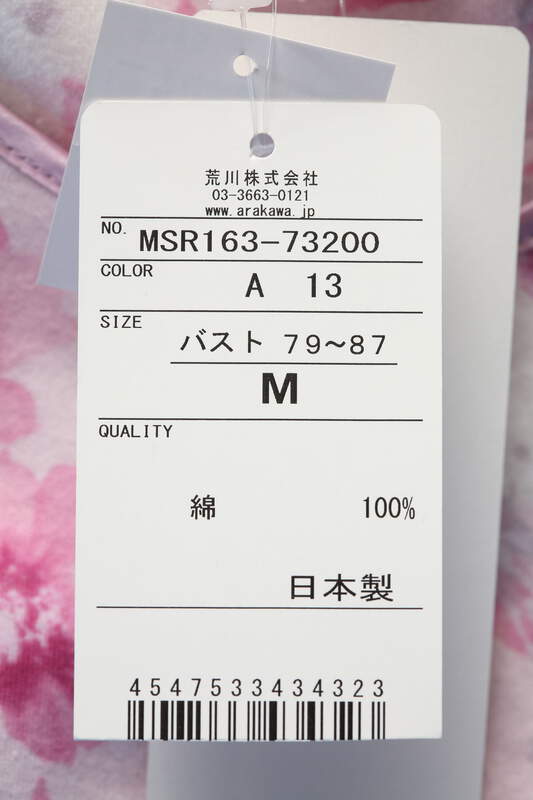 荒川株式会社
03-3663-0121
www.arakawa.jp
NO. MSR163-73200
COLOR A 13
SIZE バスト 79~87
M
QUALITY
綿 100%
日本製
4547533434323